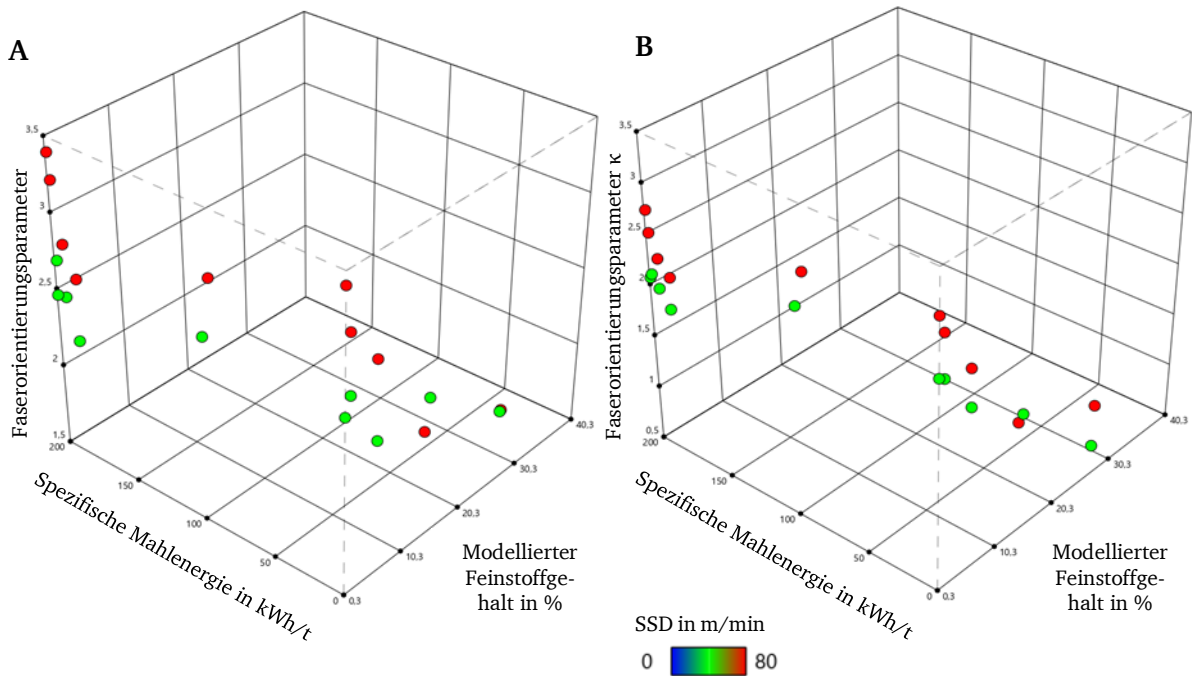 A
3,5
3
2,5
2
1,5
200
150
100
50
0
0,3
10,3
20,3
30,3
40,3
Faserorientierungsparameter
Spezifische Mahlenergie in kWh/t
Modellierter
Feinstoffge-
halt in %
B
3,5
3
2,5
2
1,5
1
0,5
200
150
100
50
0
0,3
10,3
20,3
30,3
40,3
Faserorientierungsparameter κ
Spezifische Mahlenergie in kWh/t
Modellierter
Feinstoffge-
halt in %
SSD in m/min
0 80